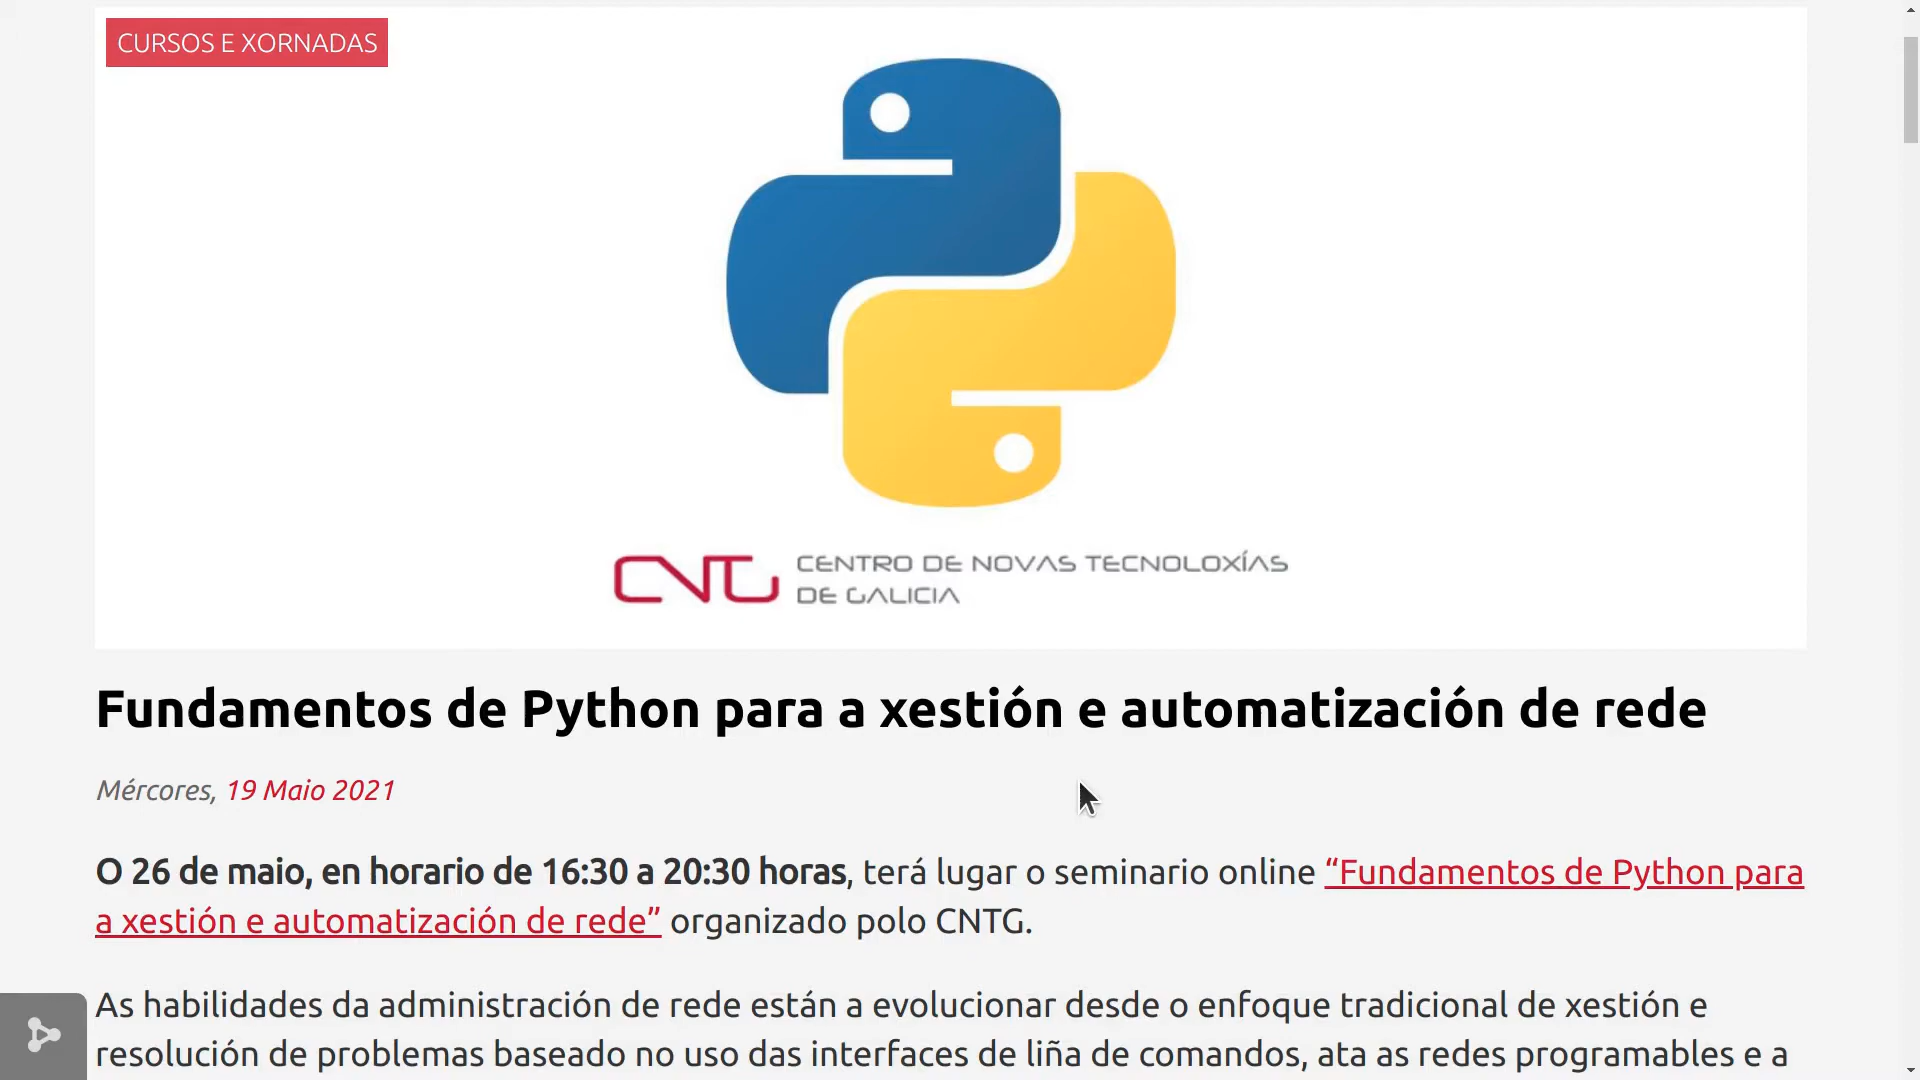 CURSOS E XORNADAS
CNTG CENTRO DE NOVAS TECNOLOXÍAS
DE GALICIA
Fundamentos de Python para a xestión e automatización de rede
Mércores, 19 Maio 2021
O 26 de maio, en horario de 16:30 a 20:30 horas, terá lugar o seminario online “Fundamentos de Python para
a xestión e automatización de rede” organizado polo CNTG.
As habilidades da administración de rede están a evolucionar desde o enfoque tradicional de xestión e
resolución de problemas baseado no uso das interfaces de liña de comandos, ata as redes programables e a